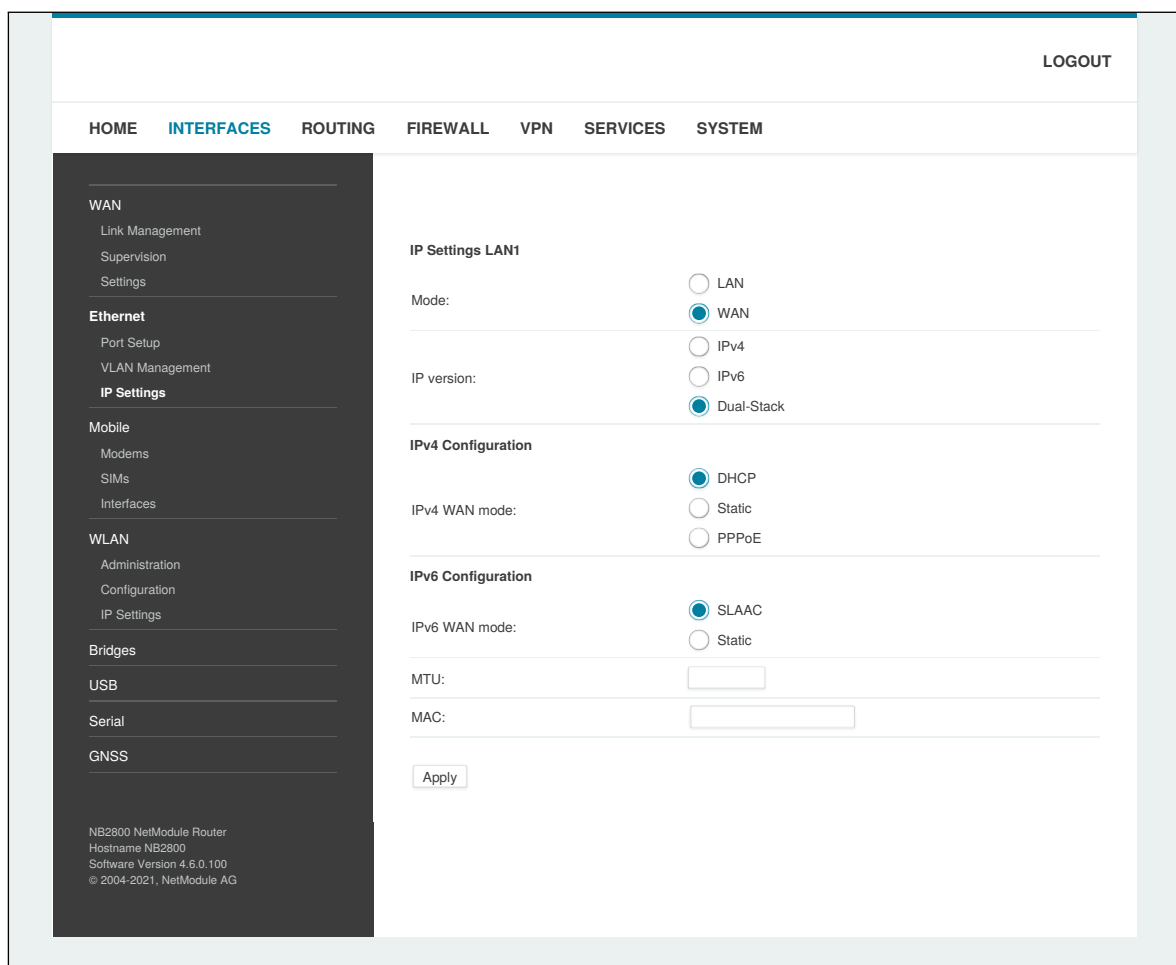 LOGOUT
HOME INTERFACES ROUTING FIREWALL VPN SERVICES SYSTEM
WAN
Link Management
Supervision
Settings
Ethernet
Port Setup
VLAN Management
IP Settings
Mobile
Modems
SIMs
Interfaces
WLAN
Administration
Configuration
IP Settings
Bridges
USB
Serial
GNSS
NB2800 NetModule Router
Hostname NB2800
Software Version 4.6.0.100
© 2004-2021, NetModule AG
IP Settings LAN1
Mode:
LAN
WAN
IP version:
IPv4
IPv6
Dual-Stack
IPv4 Configuration
IPv4 WAN mode:
DHCP
Static
PPPoE
IPv6 Configuration
IPv6 WAN mode:
SLAAC
Static
MTU:
MAC:
Apply